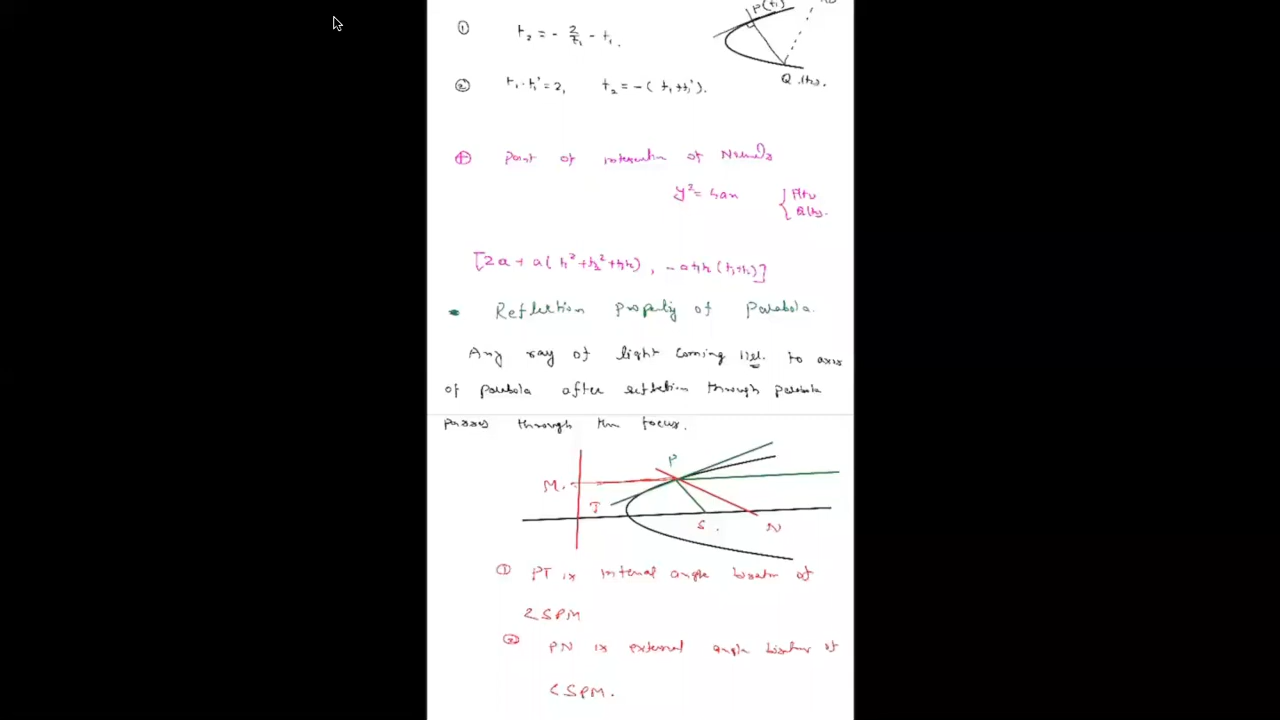 P(t₁)
① t₂ = - 2/t₁ - t₁.
Q.(t₂).
② t₁.t₁' = 2, t₂ = -( t₁+t₁').
④ Point of intersection of Normals
y² = 4ax { P(t₁)
Q(t₂).
[2a + a( t₁²+t₂²+t₁t₂) , - at₁t₂ (t₁+t₂)]
Reflection property of Parabola.
Any ray of light coming llel. to axis
of parabola after reflection through parabola
passes through the focus.
P
M.
T
S.
N
① PT is internal angle bisector of
∠SPM
② PN is external angle bisector of
∠SPM.